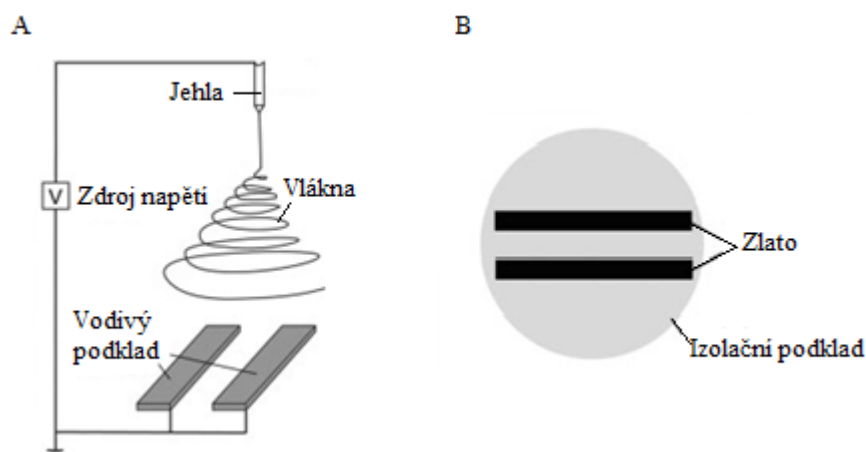 A
B
Jehla
V
Zdroj napětí
Vlákna
Vodivý
podklad
Zlato
Izolační podklad